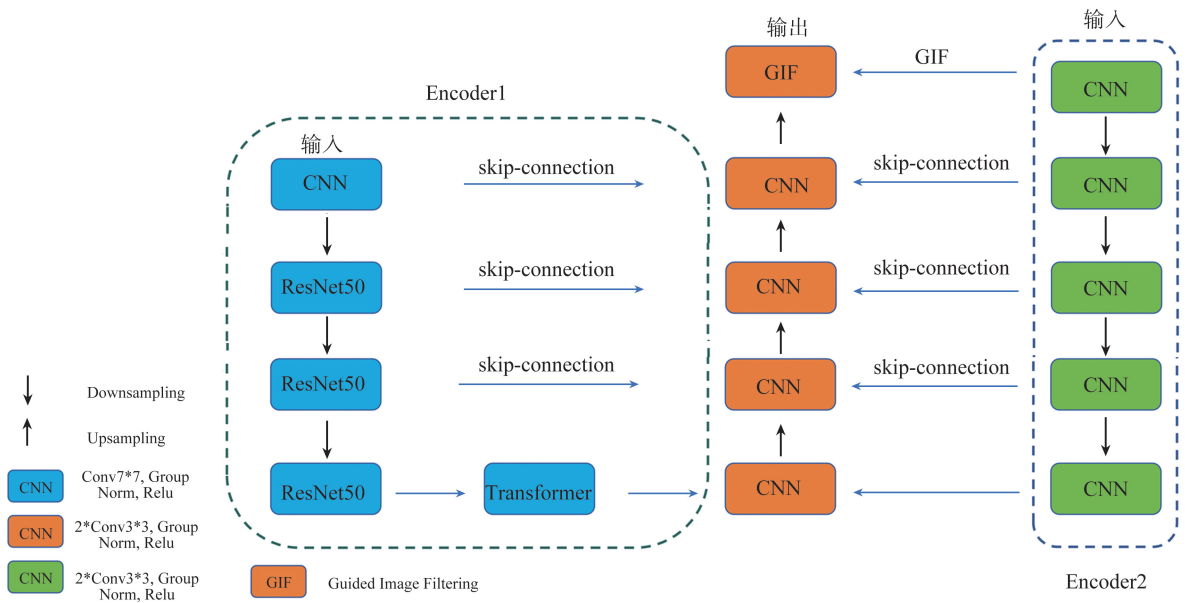 输出
输入
GIF
GIF
CNN
Encoder1
输入
CNN
skip-connection
CNN
skip-connection
CNN
ResNet50
skip-connection
CNN
skip-connection
CNN
ResNet50
skip-connection
CNN
skip-connection
CNN
ResNet50
Transformer
CNN
CNN
Encoder2
Downsampling
Upsampling
CNN
Conv7*7, Group
Norm, Relu
CNN
2*Conv3*3, Group
Norm, Relu
CNN
2*Conv3*3, Group
Norm, Relu
GIF
Guided Image Filtering